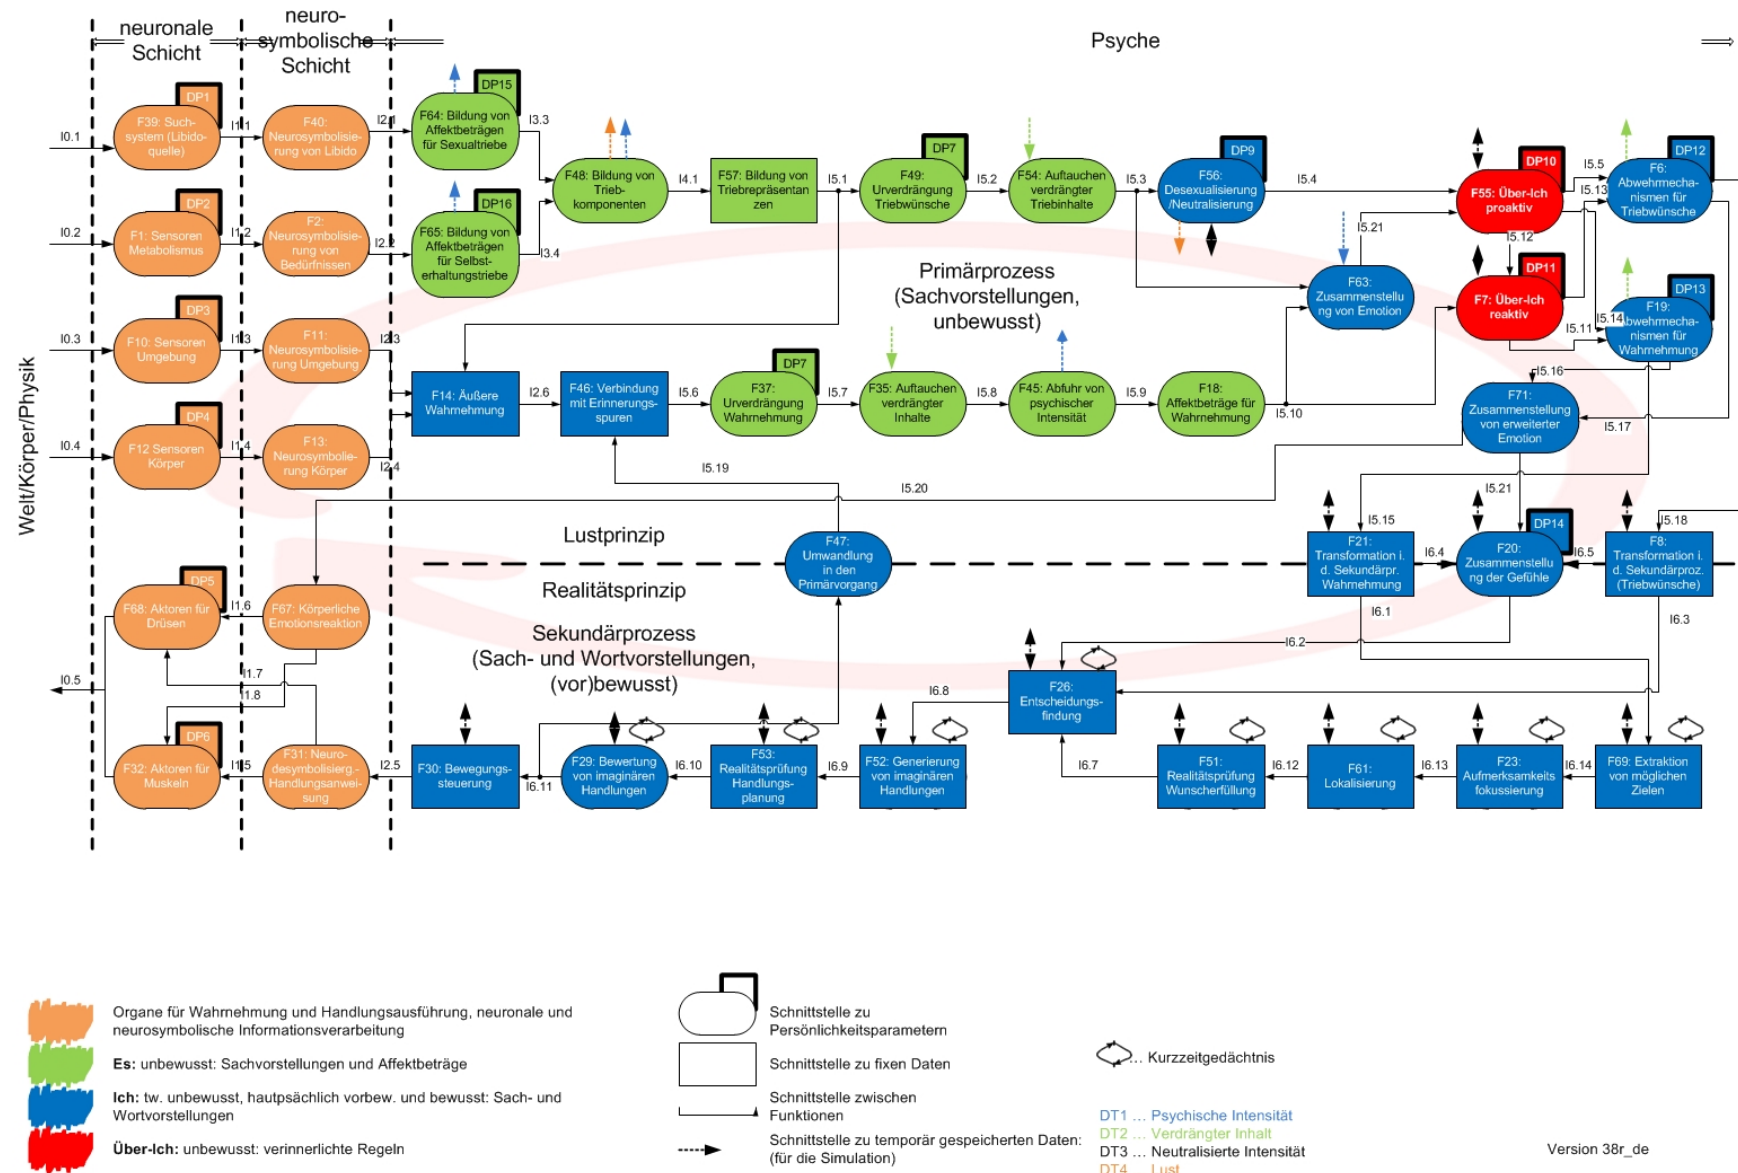 neuronale
Schicht
neuro-
symbolische
Schicht
Psyche
Welt/Körper/Physik
DP1
F39: Such-
system (Libido-
quelle)
F40:
Neurosymbolisie-
rung von Libido
DP15
F64: Bildung von
Affektbeträgen
für Sexualtriebe
I0.1
I1.1
I2.1
I3.3
DP2
F1: Sensoren
Metabolismus
F2:
Neurosymbolisie-
rung von
Bedürfnissen
DP16
F65: Bildung von
Affektbeträgen
für Selbst-
erhaltungstriebe
I0.2
I1.2
I2.2
I3.4
F48: Bildung von
Trieb-
komponenten
I4.1
F57: Bildung von
Triebrepräsentan
zen
I5.1
DP7
F49:
Urverdrängung
Triebwünsche
I5.2
F54: Auftauchen
verdrängter
Triebinhalte
I5.3
DP9
F56:
Desexualisierung
/Neutralisierung
I5.4
DP10
F55: Über-Ich
proaktiv
I5.5
I5.13
DP12
F6:
Abwehrmecha-
nismen für
Triebwünsche
I5.21
I5.12
Primärprozess
(Sachvorstellungen,
unbewusst)
F63:
Zusammenstellu
ng von Emotion
DP11
F7: Über-Ich
reaktiv
I5.14
I5.11
DP13
F19:
Abwehrmecha-
nismen für
Wahrnehmung
DP3
F10: Sensoren
Umgebung
F11:
Neurosymbolisie-
rung Umgebung
I0.3
I1.3
I2.3
DP4
F12 Sensoren
Körper
F13:
Neurosymbolie-
rung Körper
I0.4
I1.4
I2.4
F14: Äußere
Wahrnehmung
I2.6
F46: Verbindung
mit Erinnerungs-
spuren
I5.6
DP7
F37:
Urverdrängung
Wahrnehmung
I5.7
F35: Auftauchen
verdrängter
Inhalte
I5.8
F45: Abfuhr von
psychischer
Intensität
I5.9
F18:
Affektbeträge für
Wahrnehmung
I5.10
I5.16
F71:
Zusammenstellung
von erweiterter
Emotion
I5.17
I5.19
I5.20
I5.21
I5.15
I5.18
Lustprinzip
F47:
Umwandlung
in den
Primärvorgang
F21:
Transformation i.
d. Sekundärpr.
Wahrnehmung
I6.4
DP14
F20:
Zusammenstellu
ng der Gefühle
I6.5
F8:
Transformation i.
d. Sekundärproz.
(Triebwünsche)
Realitätsprinzip
Sekundärprozess
(Sach- und Wortvorstellungen,
(vor)bewusst)
DP5
F68: Aktoren für
Drüsen
I1.6
F67: Körperliche
Emotionsreaktion
I6.1
I6.2
I6.3
I0.5
I1.7
I1.8
F26:
Entscheidungs-
findung
I6.8
DP6
F32: Aktoren für
Muskeln
I1.5
F31: Neuro-
desymbolisierg.-
Handlungsanwei-
sung
I2.5
F30: Bewegungs-
steuerung
I6.11
F29: Bewertung
von imaginären
Handlungen
I6.10
F53:
Realitätsprüfung
Handlungs-
planung
I6.9
F52: Generierung
von imaginären
Handlungen
I6.7
F51:
Realitätsprüfung
Wunscherfüllung
I6.12
F61:
Lokalisierung
I6.13
F23:
Aufmerksamkeits
fokussierung
I6.14
F69: Extraktion
von möglichen
Zielen
Organe für Wahrnehmung und Handlungsausführung, neuronale und
neurosymbolische Informationsverarbeitung
Es: unbewusst: Sachvorstellungen und Affektbeträge
Ich: tw. unbewusst, hautpsächlich vorbew. und bewusst: Sach- und
Wortvorstellungen
Über-Ich: unbewusst: verinnerlichte Regeln
Schnittstelle zu
Persönlichkeitsparametern
Schnittstelle zu fixen Daten
Schnittstelle zwischen
Funktionen
Schnittstelle zu temporär gespeicherten Daten:
(für die Simulation)
... Kurzzeitgedächtnis
DT1 ... Psychische Intensität
DT2 ... Verdrängter Inhalt
DT3 ... Neutralisierte Intensität
DT4 ... Lust
Version 38r_de